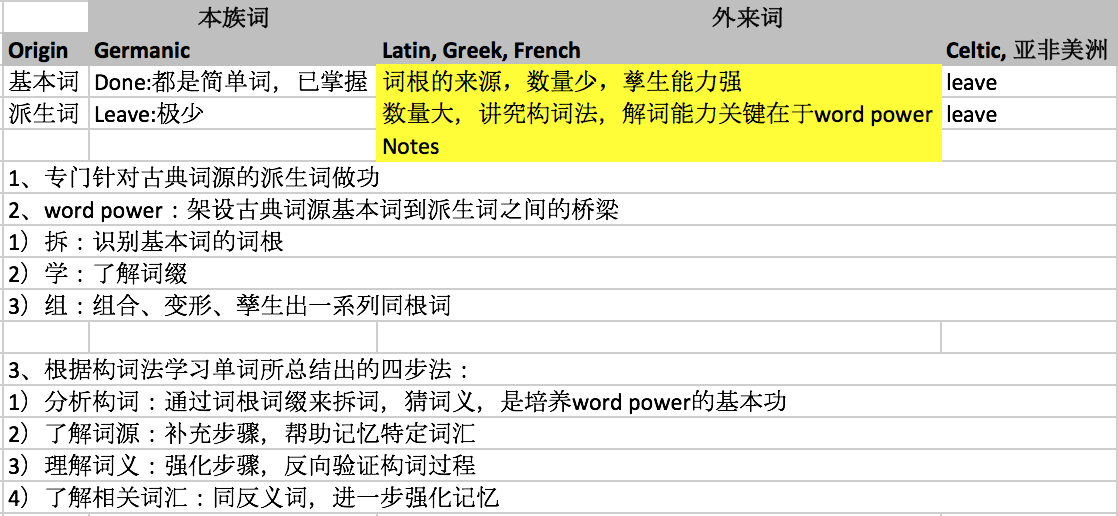 本族词 外来词
Origin Germanic Latin, Greek, French Celtic, 亚非美洲
基本词 Done:都是简单词，已掌握 词根的来源，数量少，孳生能力强 leave
派生词 Leave:极少 数量大，讲究构词法，解词能力关键在于word power leave
Notes
1、专门针对古典词源的派生词做功
2、word power：架设古典词源基本词到派生词之间的桥梁
1）拆：识别基本词的词根
2）学：了解词缀
3）组：组合、变形、孳生出一系列同根词
3、根据构词法学习单词所总结出的四步法：
1）分析构词：通过词根词缀来拆词，猜词义，是培养word power的基本功
2）了解词源：补充步骤，帮助记忆特定词汇
3）理解词义：强化步骤，反向验证构词过程
4）了解相关词汇：同反义词，进一步强化记忆